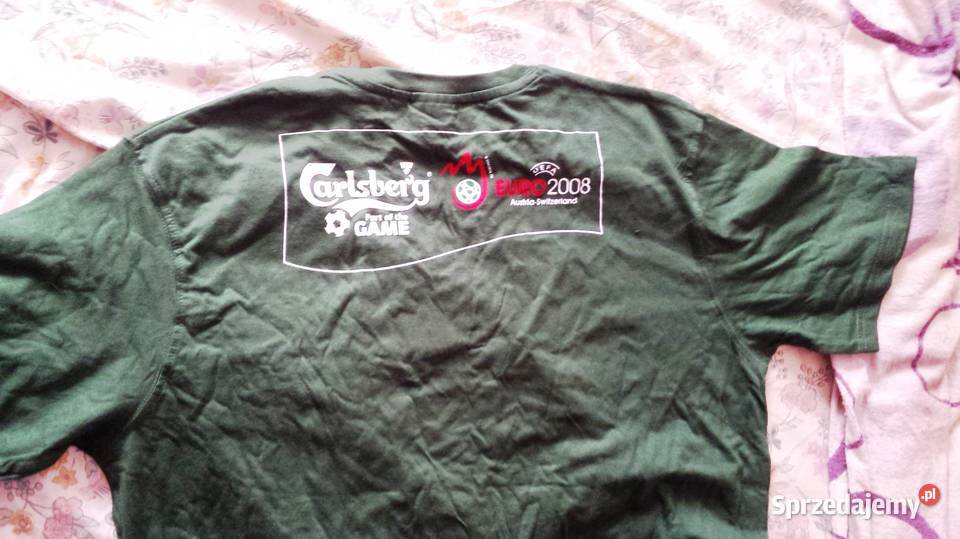 Carlsberg
Part of the
GAME
UEFA
EURO2008
Austria-Switzerland
Sprzedajemy.pl